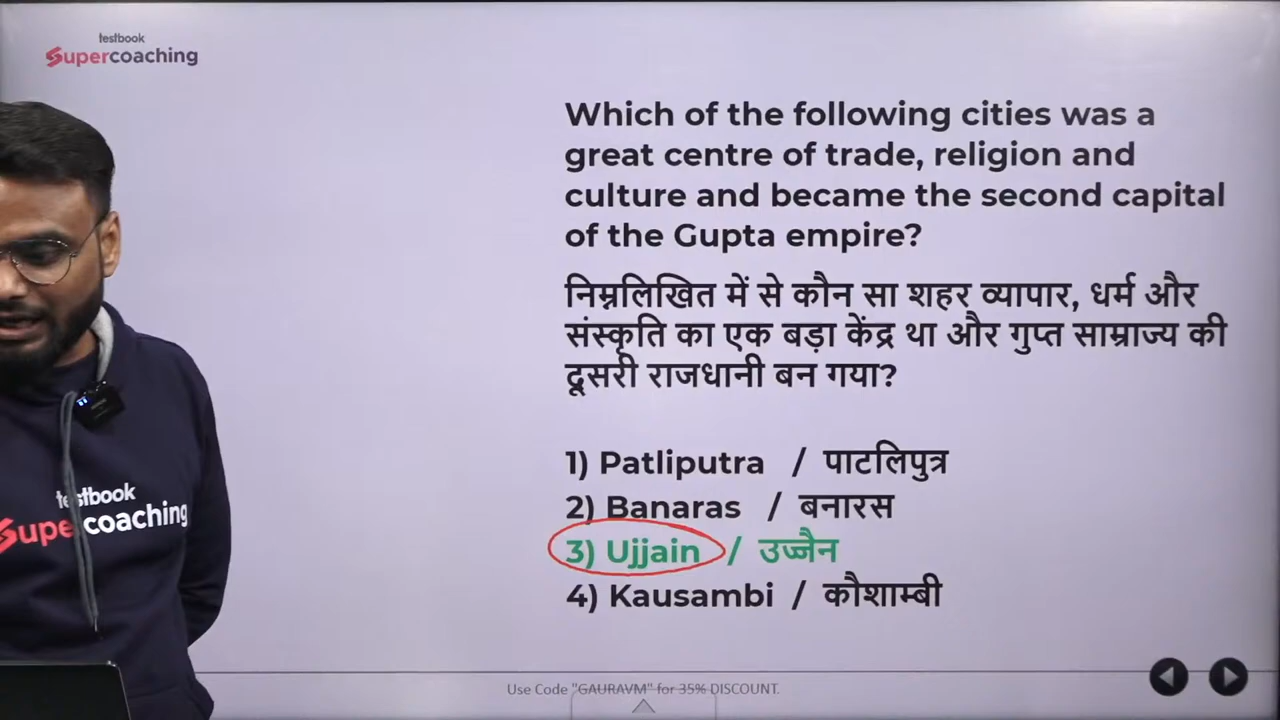 testbook
Supercoaching
Which of the following cities was a
great centre of trade, religion and
culture and became the second capital
of the Gupta empire?
निम्नलिखित में से कौन सा शहर व्यापार, धर्म और
संस्कृति का एक बड़ा केंद्र था और गुप्त साम्राज्य की
दूसरी राजधानी बन गया?
1) Patliputra / पाटलिपुत्र
2) Banaras / बनारस
3) Ujjain / उज्जैन
4) Kausambi / कौशाम्बी
testbook
Supercoaching
Use Code "GAURAVM" for 35% DISCOUNT.